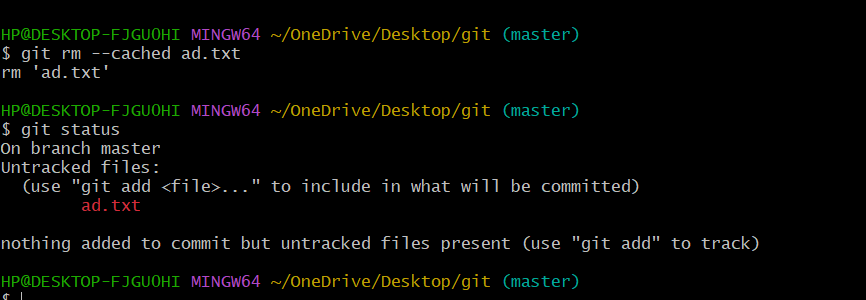 HP@DESKTOP-FJGUOHI MINGW64 ~/OneDrive/Desktop/git (master)
$ git rm --cached ad.txt
rm 'ad.txt'
HP@DESKTOP-FJGUOHI MINGW64 ~/OneDrive/Desktop/git (master)
$ git status
On branch master
Untracked files:
  (use "git add <file>..." to include in what will be committed)
        ad.txt
nothing added to commit but untracked files present (use "git add" to track)
HP@DESKTOP-FJGUOHI MINGW64 ~/OneDrive/Desktop/git (master)
$